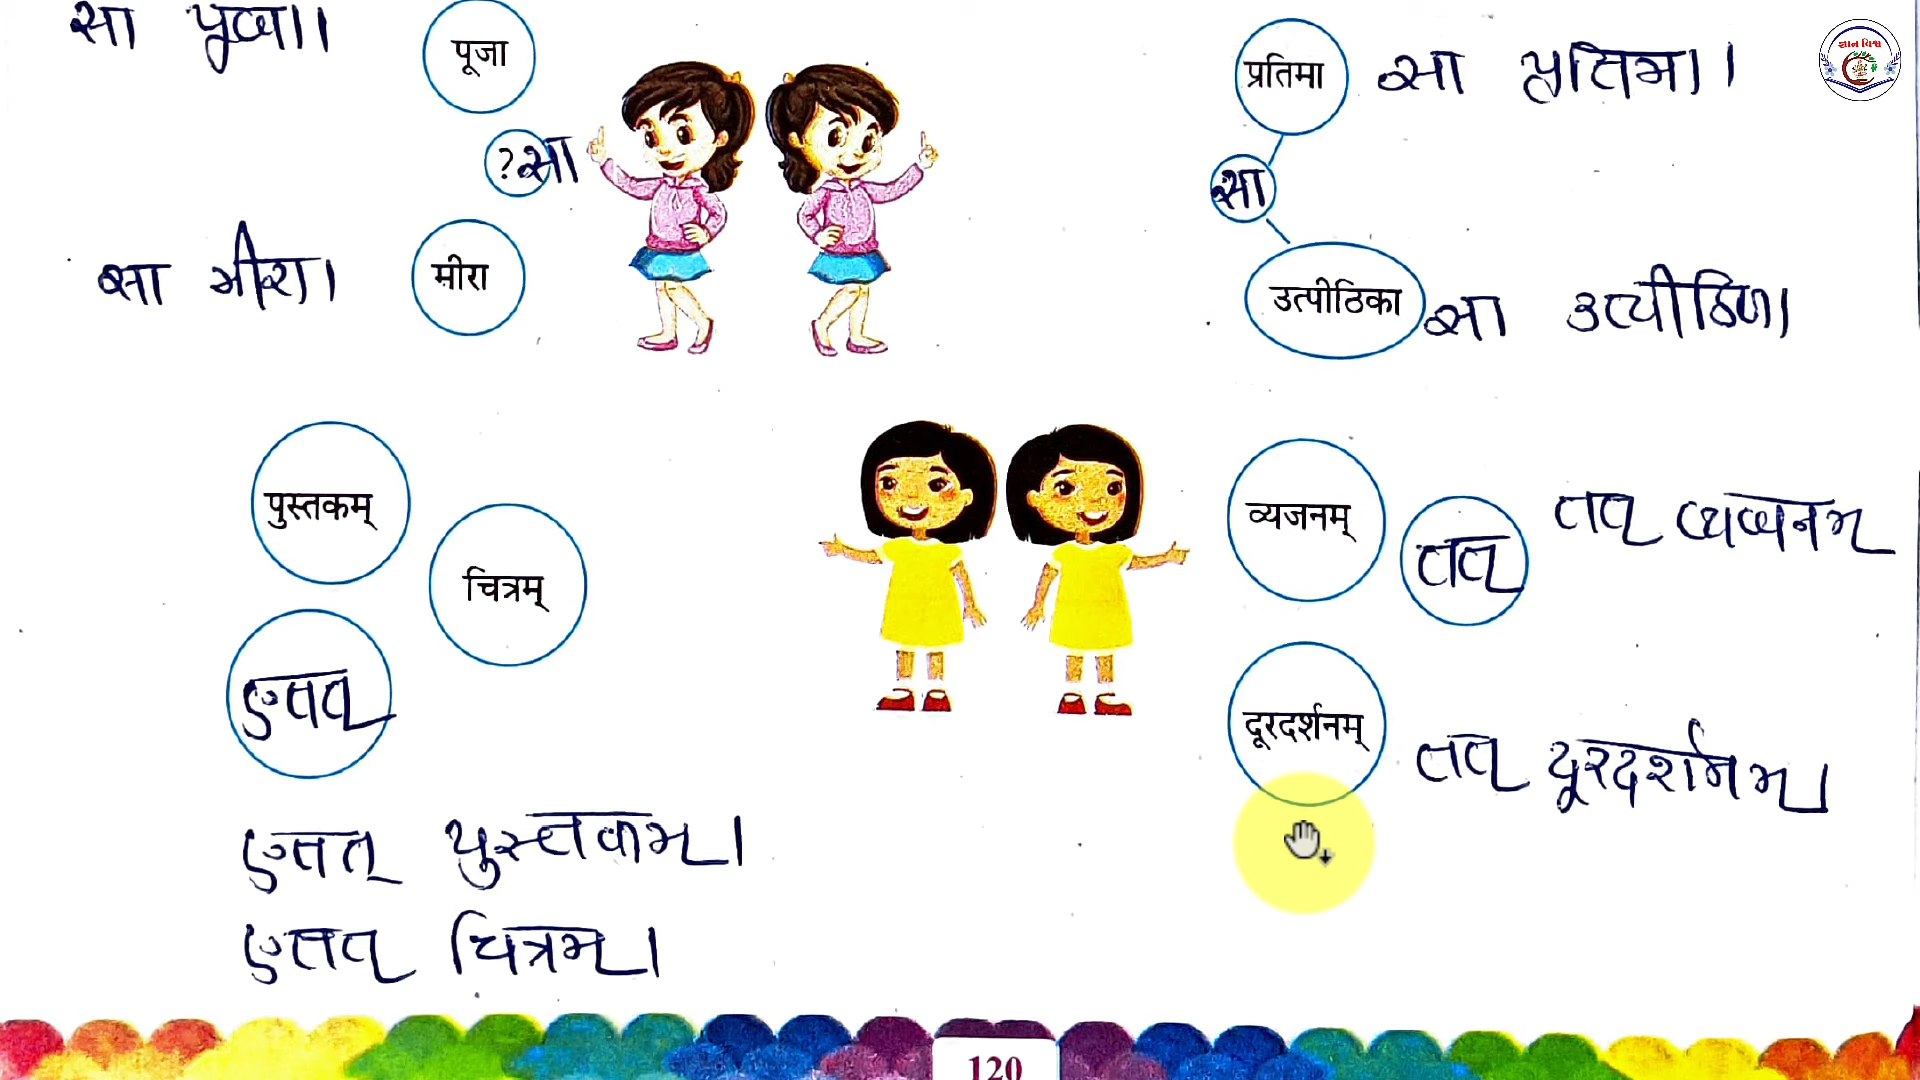 सा पूजा।
पूजा
प्रतिमा
सा प्रतिमा।
ज्ञान विश्व
? सा
सा
सा मीरा।
मीरा
उत्पीठिका
सा उत्पीठिका
पुस्तकम्
चित्रम्
एतत्
व्यजनम्
तत्
तत् व्यजनम्
दूरदर्शनम्
तत् दूरदर्शनम्।
एतत् पुस्तकम्।
एतत् चित्रम्।
120